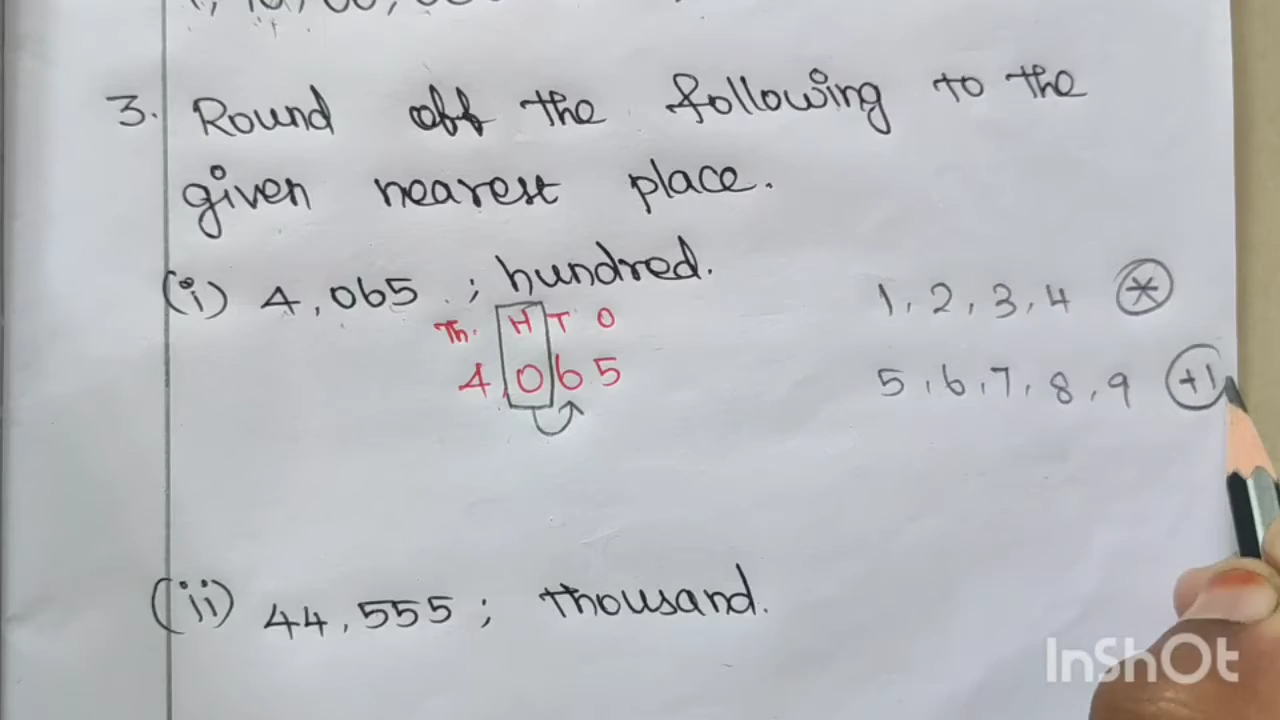 3. Round off the following to the
given nearest place.
(i) 4,065 ; hundred.
Th. H T O
4,065
1, 2, 3, 4 *
5, 6, 7, 8, 9 +1
(ii) 44,555 ; thousand.
InShOt